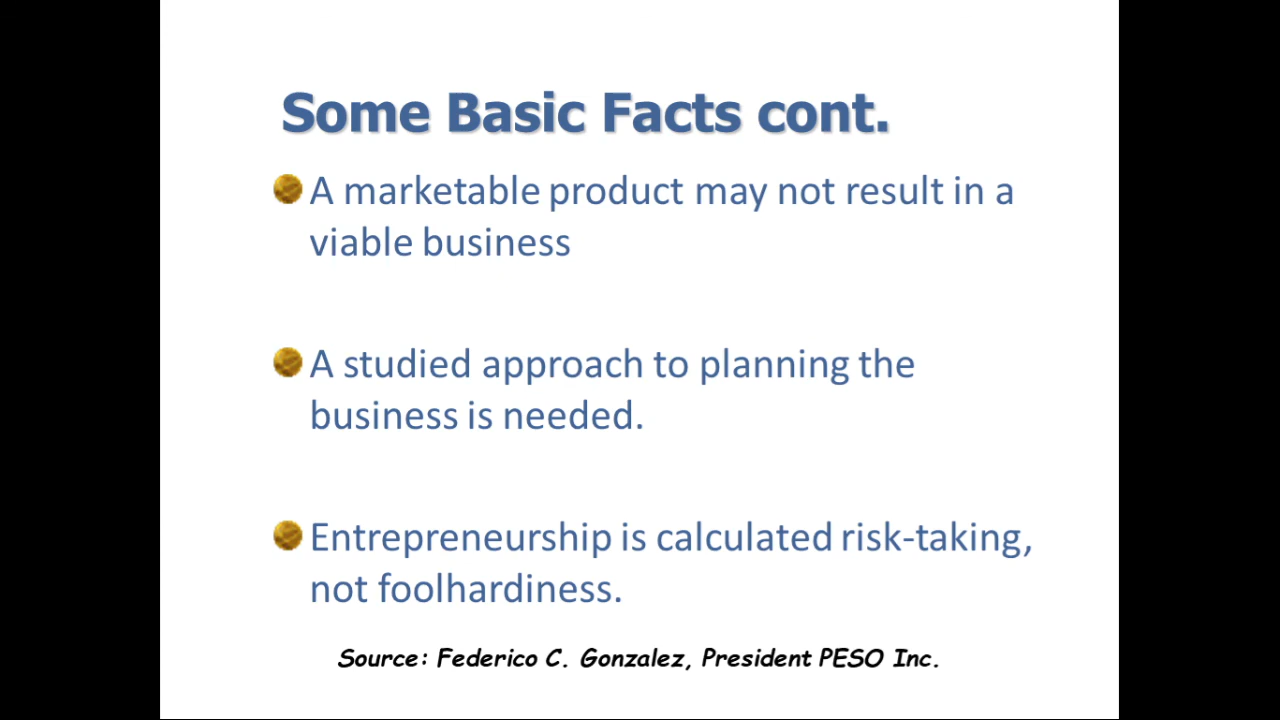 Some Basic Facts cont.
A marketable product may not result in a
viable business
A studied approach to planning the
business is needed.
Entrepreneurship is calculated risk-taking,
not foolhardiness.
Source: Federico C. Gonzalez, President PESO Inc.